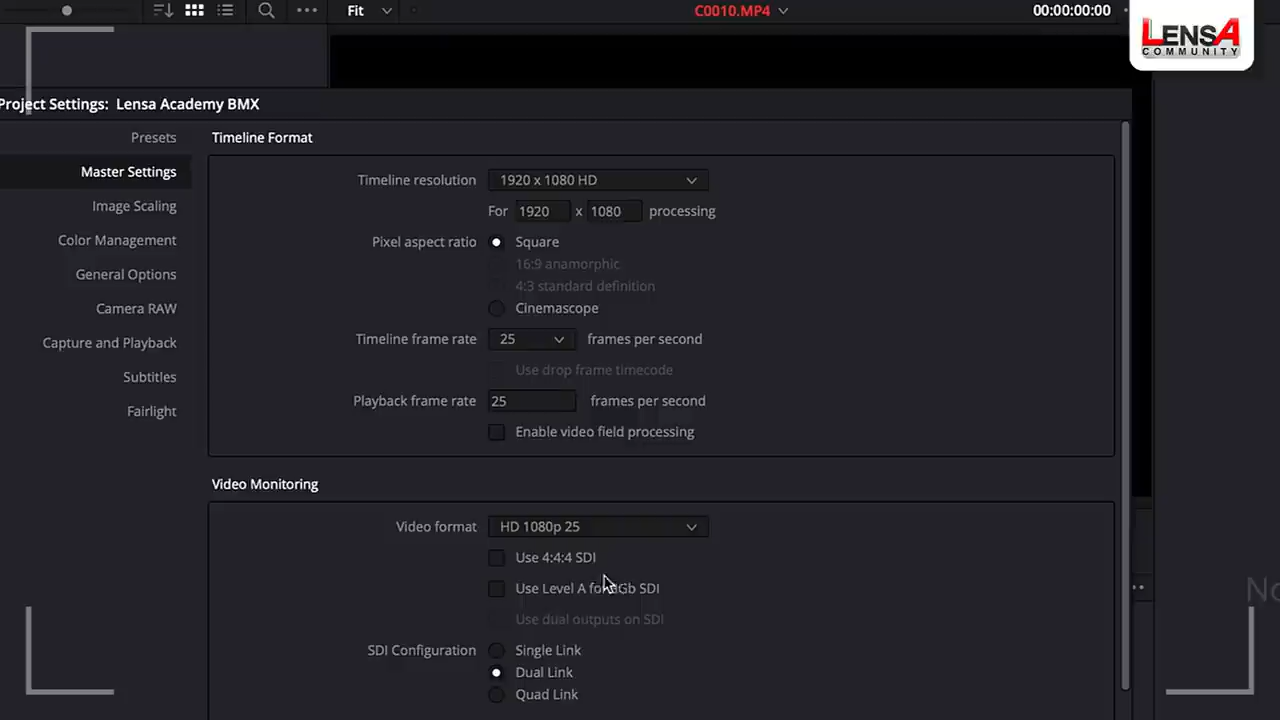 Fit
C0010.MP4
00:00:00:00
LENSA
COMMUNITY
Project Settings: Lensa Academy BMX
Presets
Master Settings
Image Scaling
Color Management
General Options
Camera RAW
Capture and Playback
Subtitles
Fairlight
Timeline Format
Timeline resolution 1920 x 1080 HD
For 1920 x 1080 processing
Pixel aspect ratio Square
16:9 anamorphic
4:3 standard definition
Cinemascope
Timeline frame rate 25 frames per second
Use drop frame timecode
Playback frame rate 25 frames per second
Enable video field processing
Video Monitoring
Video format HD 1080p 25
Use 4:4:4 SDI
Use Level A for SDI
Use dual outputs on SDI
SDI Configuration Single Link
Dual Link
Quad Link